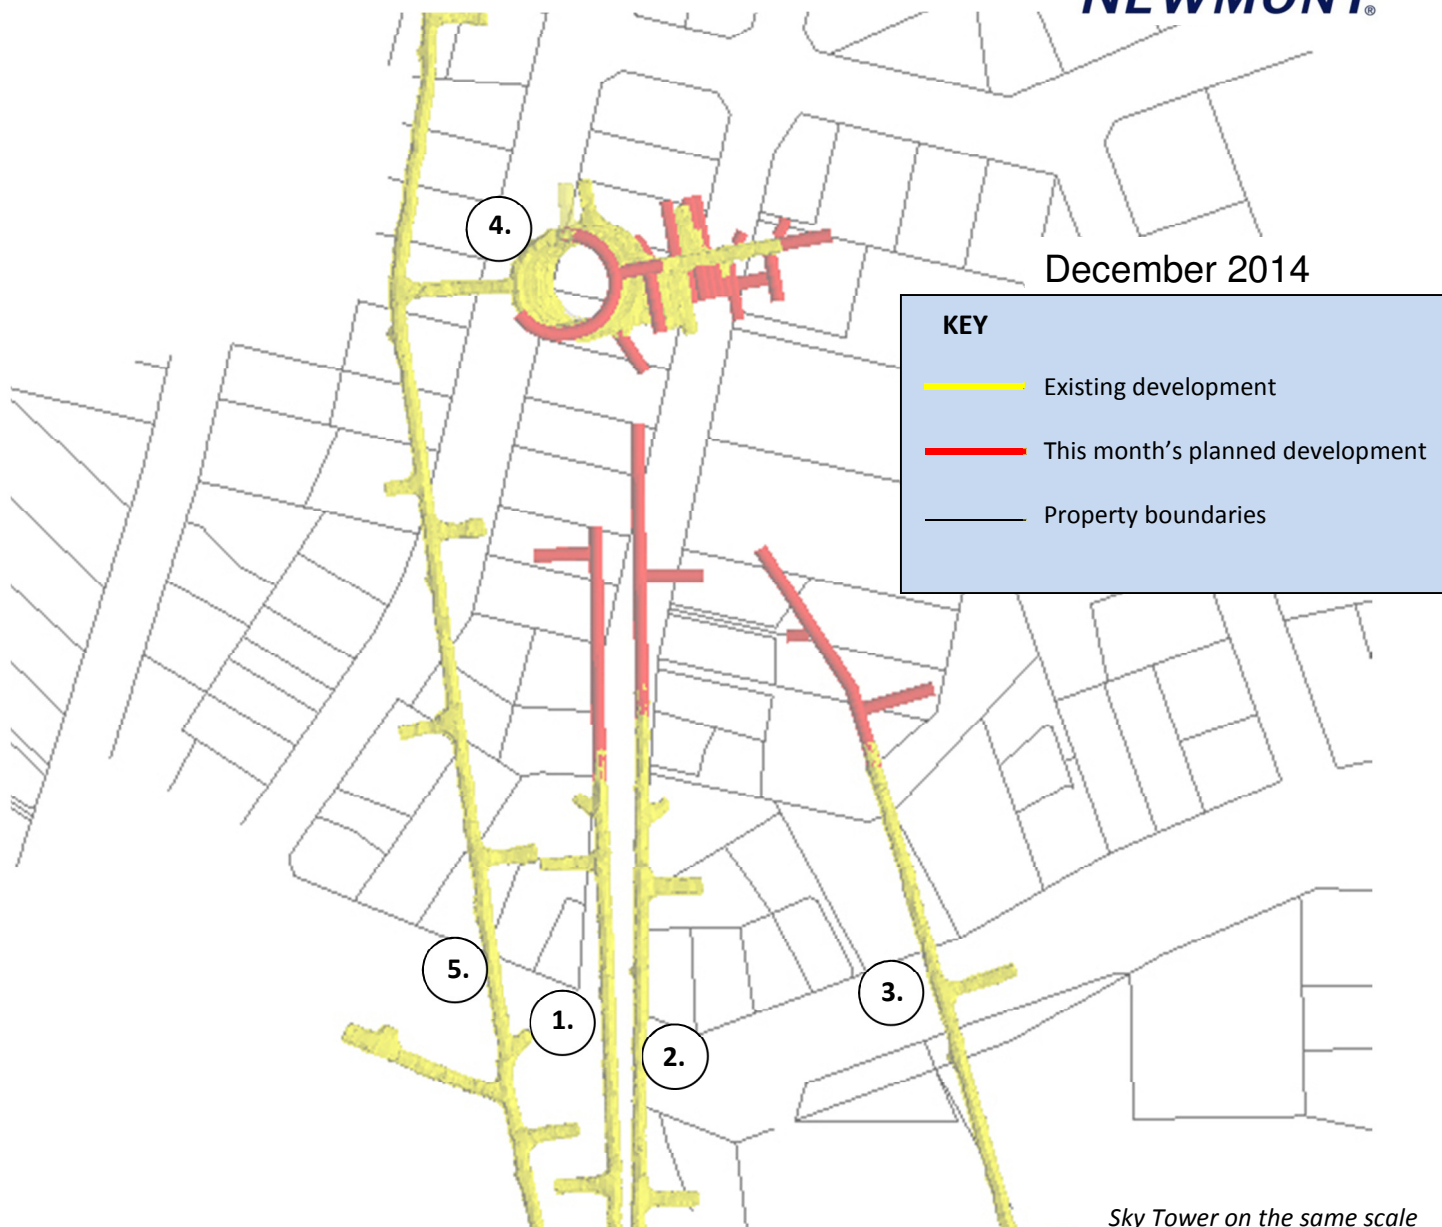 NEWMONT®
4.
December 2014
KEY
Existing development
This month's planned development
Property boundaries
5.
3.
1.
2.
Sky Tower on the same scale